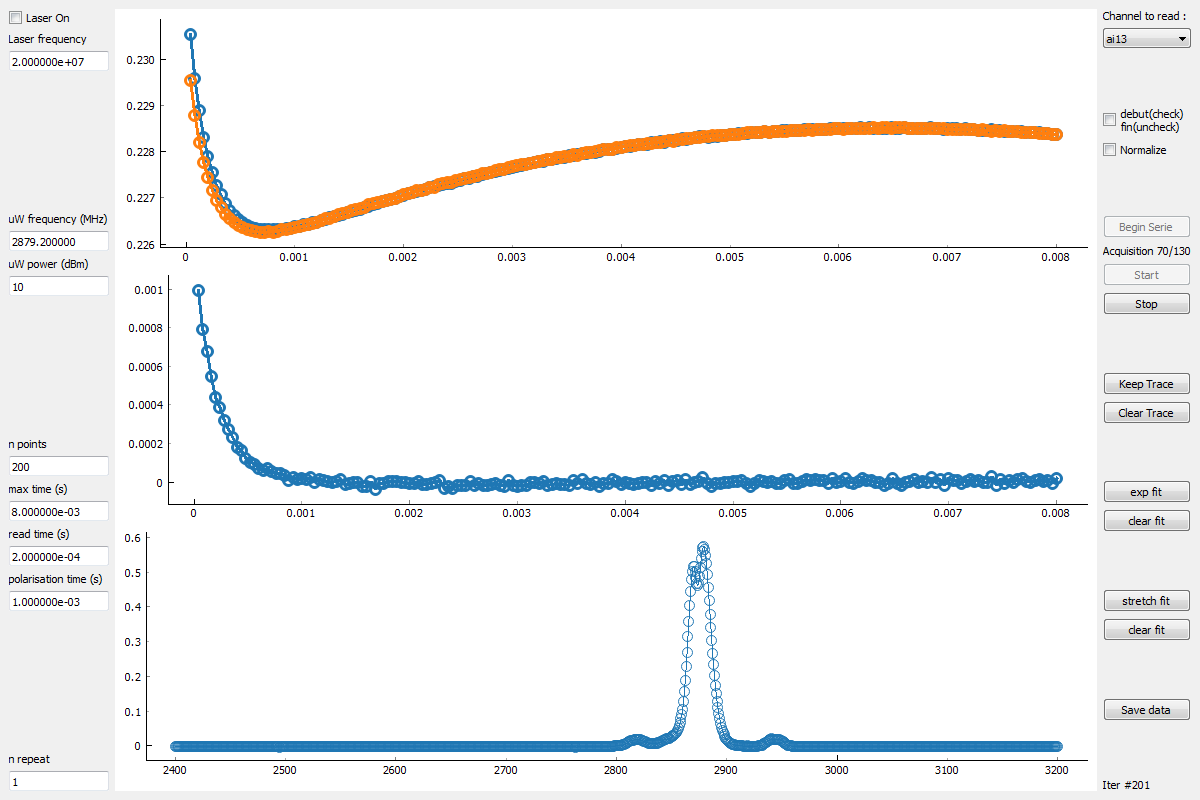 Laser On
Laser frequency
2.000000e+07
uW frequency (MHz)
2879.200000
uW power (dBm)
10
n points
200
max time (s)
8.000000e-03
read time (s)
2.000000e-04
polarisation time (s)
1.000000e-03
n repeat
1
0.230
0.229
0.228
0.227
0.226
0 0.001 0.002 0.003 0.004 0.005 0.006 0.007 0.008
0.001
0.0008
0.0006
0.0004
0.0002
0
0 0.001 0.002 0.003 0.004 0.005 0.006 0.007 0.008
0.6
0.5
0.4
0.3
0.2
0.1
0
2400 2500 2600 2700 2800 2900 3000 3100 3200
Channel to read :
ai13
debut(check)
fin(uncheck)
Normalize
Begin Serie
Acquisition 70/130
Start
Stop
Keep Trace
Clear Trace
exp fit
clear fit
stretch fit
clear fit
Save data
Iter #201